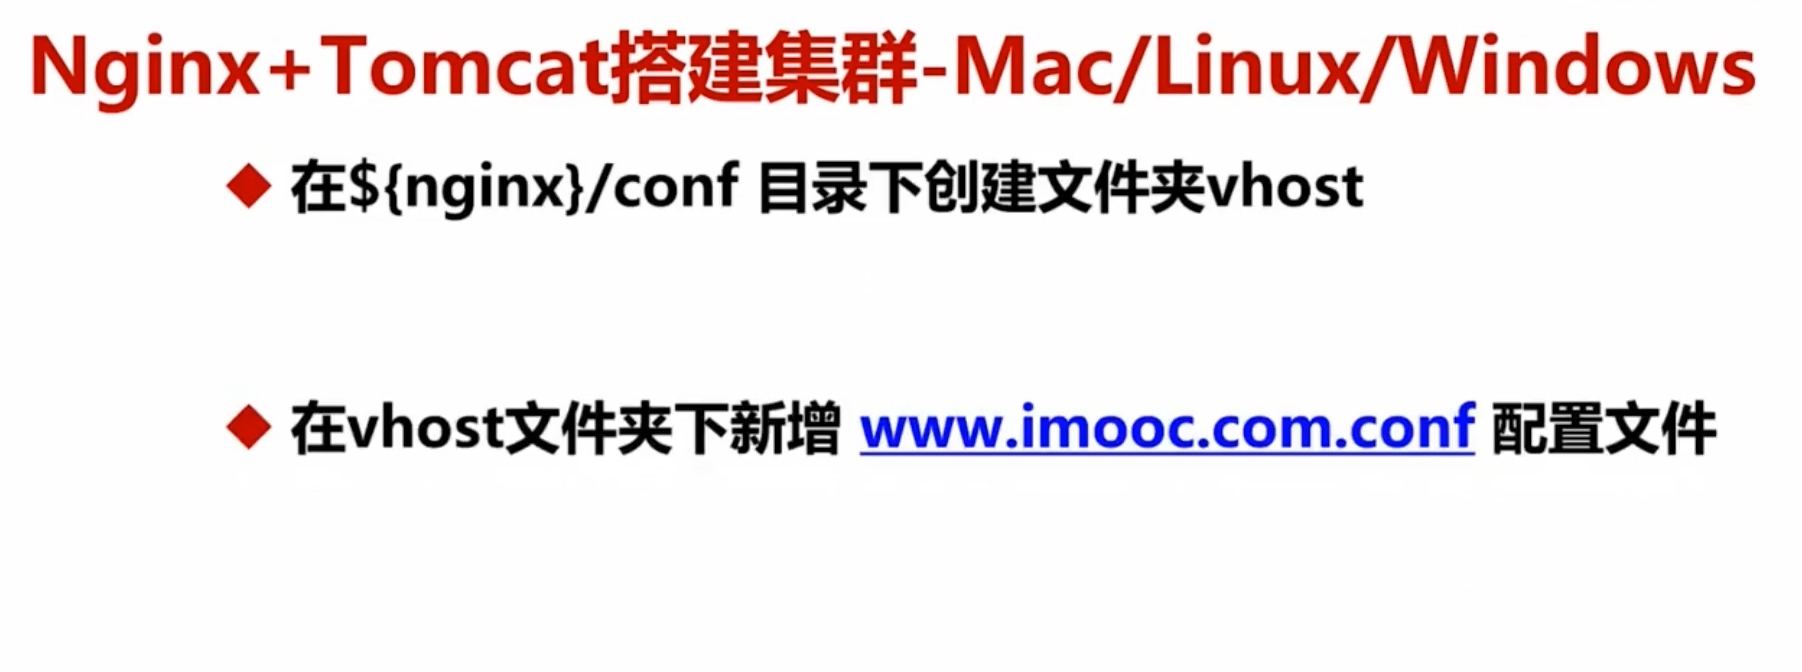 Nginx+Tomcat搭建集群-Mac/Linux/Windows
在${nginx}/conf 目录下创建文件夹vhost
在vhost文件夹下新增 www.imooc.com.conf 配置文件